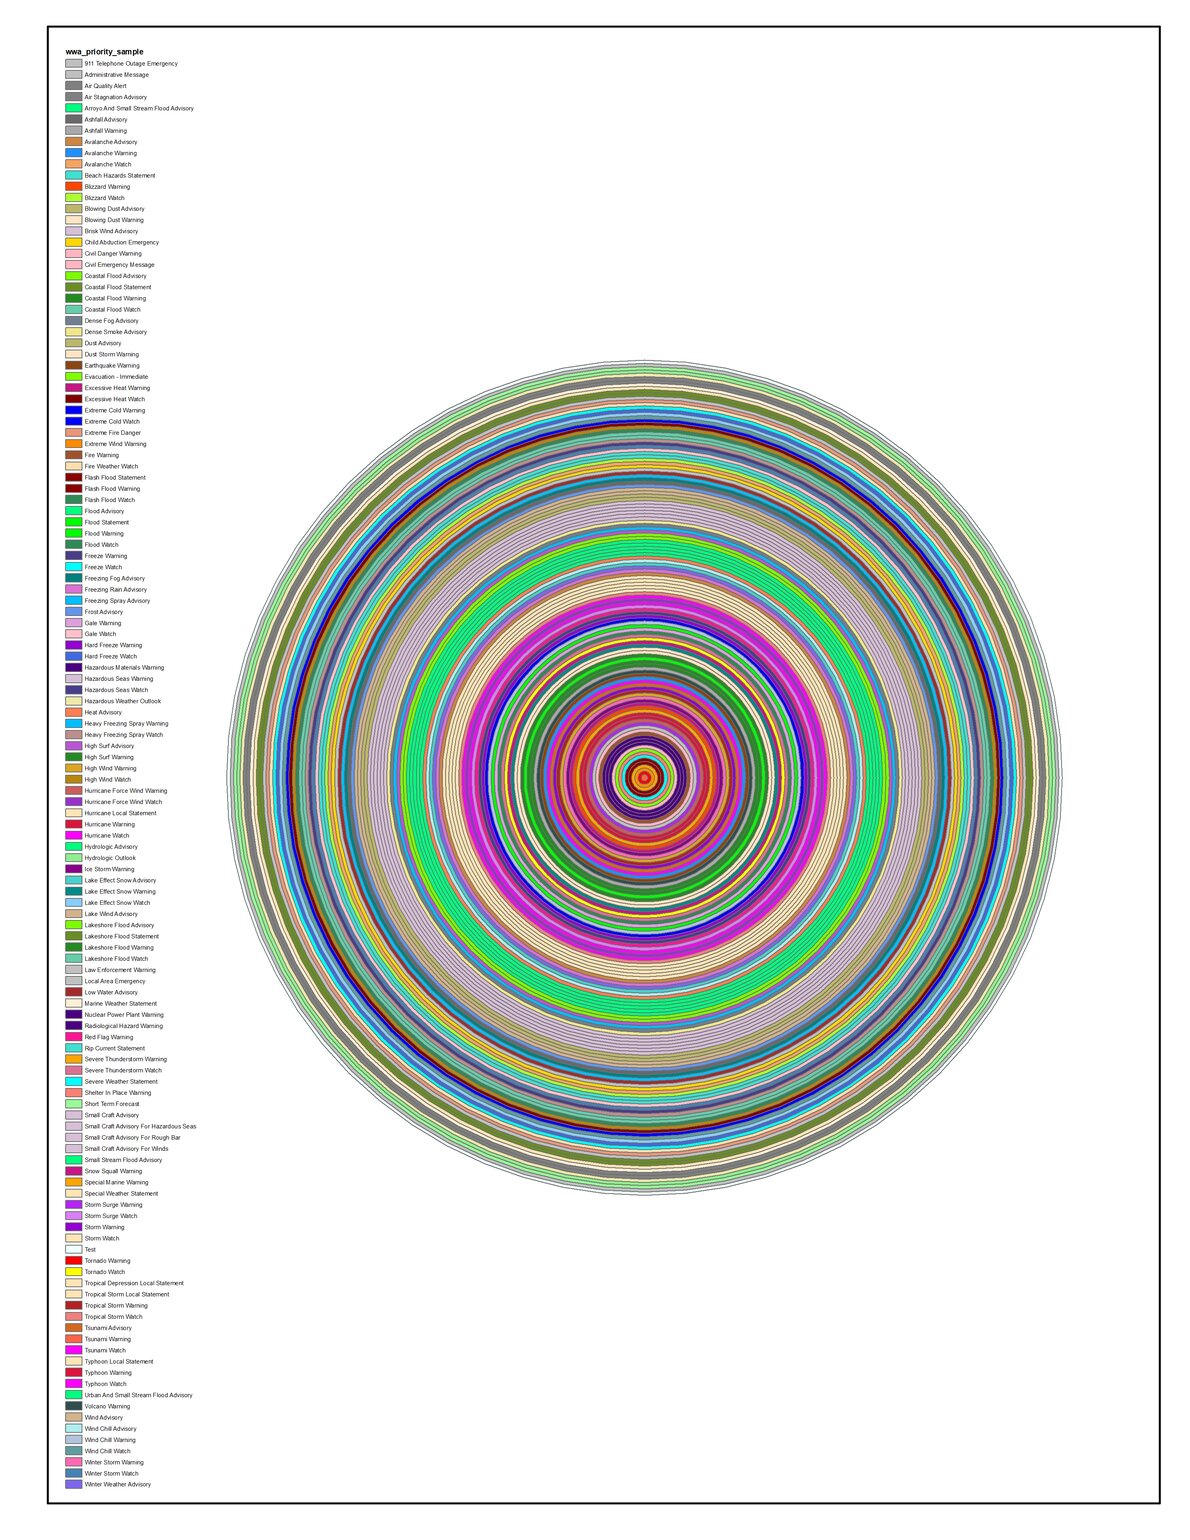 wwa_priority_sample
911 Telephone Outage Emergency
Administrative Message
Air Quality Alert
Air Stagnation Advisory
Arroyo And Small Stream Flood Advisory
Ashfall Advisory
Ashfall Warning
Avalanche Advisory
Avalanche Warning
Avalanche Watch
Beach Hazards Statement
Blizzard Warning
Blizzard Watch
Blowing Dust Advisory
Blowing Dust Warning
Brisk Wind Advisory
Child Abduction Emergency
Civil Danger Warning
Civil Emergency Message
Coastal Flood Advisory
Coastal Flood Statement
Coastal Flood Warning
Coastal Flood Watch
Dense Fog Advisory
Dense Smoke Advisory
Dust Advisory
Dust Storm Warning
Earthquake Warning
Evacuation - Immediate
Excessive Heat Warning
Excessive Heat Watch
Extreme Cold Warning
Extreme Cold Watch
Extreme Fire Danger
Extreme Wind Warning
Fire Warning
Fire Weather Watch
Flash Flood Statement
Flash Flood Warning
Flash Flood Watch
Flood Advisory
Flood Statement
Flood Warning
Flood Watch
Freeze Warning
Freeze Watch
Freezing Fog Advisory
Freezing Rain Advisory
Freezing Spray Advisory
Frost Advisory
Gale Warning
Gale Watch
Hard Freeze Warning
Hard Freeze Watch
Hazardous Materials Warning
Hazardous Seas Warning
Hazardous Seas Watch
Hazardous Weather Outlook
Heat Advisory
Heavy Freezing Spray Warning
Heavy Freezing Spray Watch
High Surf Advisory
High Surf Warning
High Wind Warning
High Wind Watch
Hurricane Force Wind Warning
Hurricane Force Wind Watch
Hurricane Local Statement
Hurricane Warning
Hurricane Watch
Hydrologic Advisory
Hydrologic Outlook
Ice Storm Warning
Lake Effect Snow Advisory
Lake Effect Snow Warning
Lake Effect Snow Watch
Lake Wind Advisory
Lakeshore Flood Advisory
Lakeshore Flood Statement
Lakeshore Flood Warning
Lakeshore Flood Watch
Law Enforcement Warning
Local Area Emergency
Low Water Advisory
Marine Weather Statement
Nuclear Power Plant Warning
Radiological Hazard Warning
Red Flag Warning
Rip Current Statement
Severe Thunderstorm Warning
Severe Thunderstorm Watch
Severe Weather Statement
Shelter In Place Warning
Short Term Forecast
Small Craft Advisory
Small Craft Advisory For Hazardous Seas
Small Craft Advisory For Rough Bar
Small Craft Advisory For Winds
Small Stream Flood Advisory
Snow Squall Warning
Special Marine Warning
Special Weather Statement
Storm Surge Warning
Storm Surge Watch
Storm Warning
Storm Watch
Test
Tornado Warning
Tornado Watch
Tropical Depression Local Statement
Tropical Storm Local Statement
Tropical Storm Warning
Tropical Storm Watch
Tsunami Advisory
Tsunami Warning
Tsunami Watch
Typhoon Local Statement
Typhoon Warning
Typhoon Watch
Urban And Small Stream Flood Advisory
Volcano Warning
Wind Advisory
Wind Chill Advisory
Wind Chill Warning
Wind Chill Watch
Winter Storm Warning
Winter Storm Watch
Winter Weather Advisory